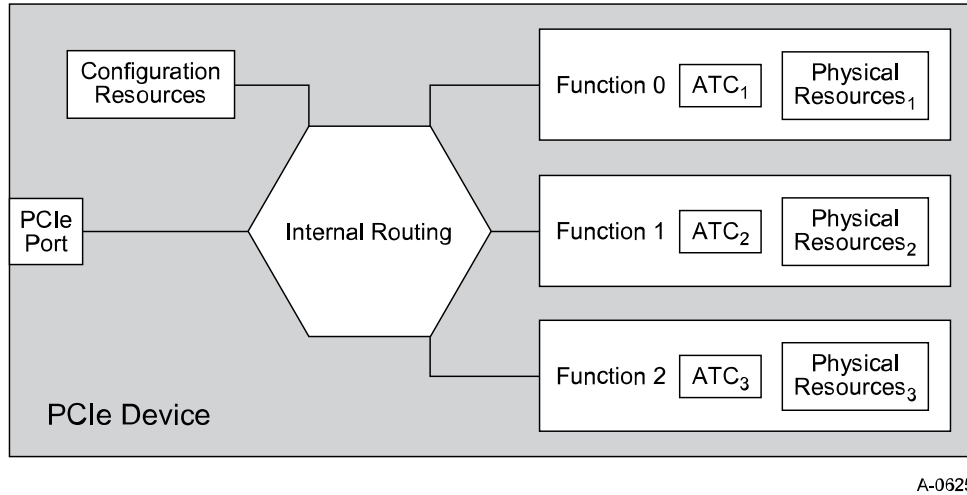 Configuration
Resources
PCIe
Port
Internal Routing
Function 0
ATC₁
Physical
Resources₁
Function 1
ATC₂
Physical
Resources₂
Function 2
ATC₃
Physical
Resources₃
PCIe Device
A-0625